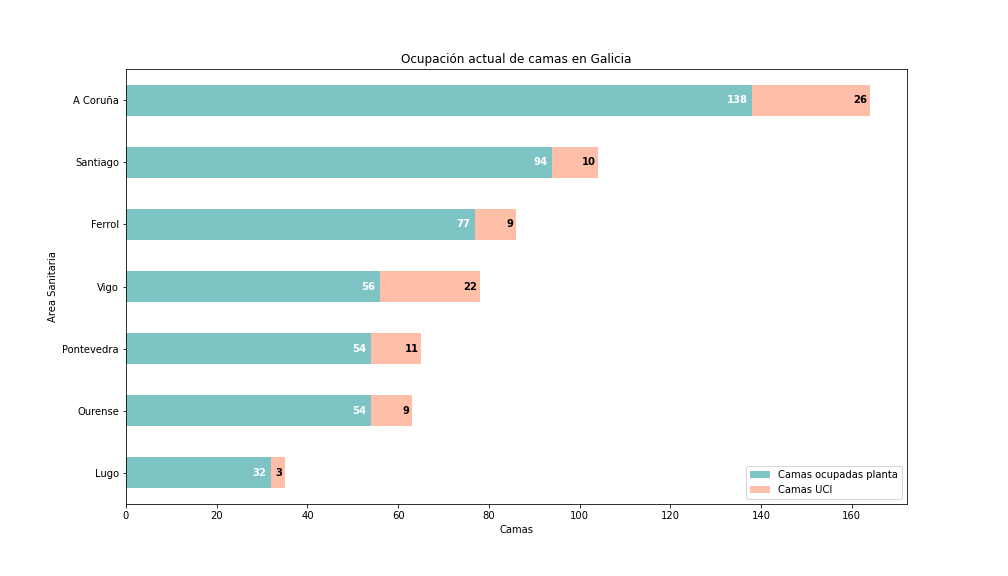 Ocupación actual de camas en Galicia
A Coruña 138 26
Santiago 94 10
Ferrol 77 9
Vigo 56 22
Pontevedra 54 11
Ourense 54 9
Lugo 32 3
Area Sanitaria
Camas ocupadas planta
Camas UCI
0 20 40 60 80 100 120 140 160
Camas